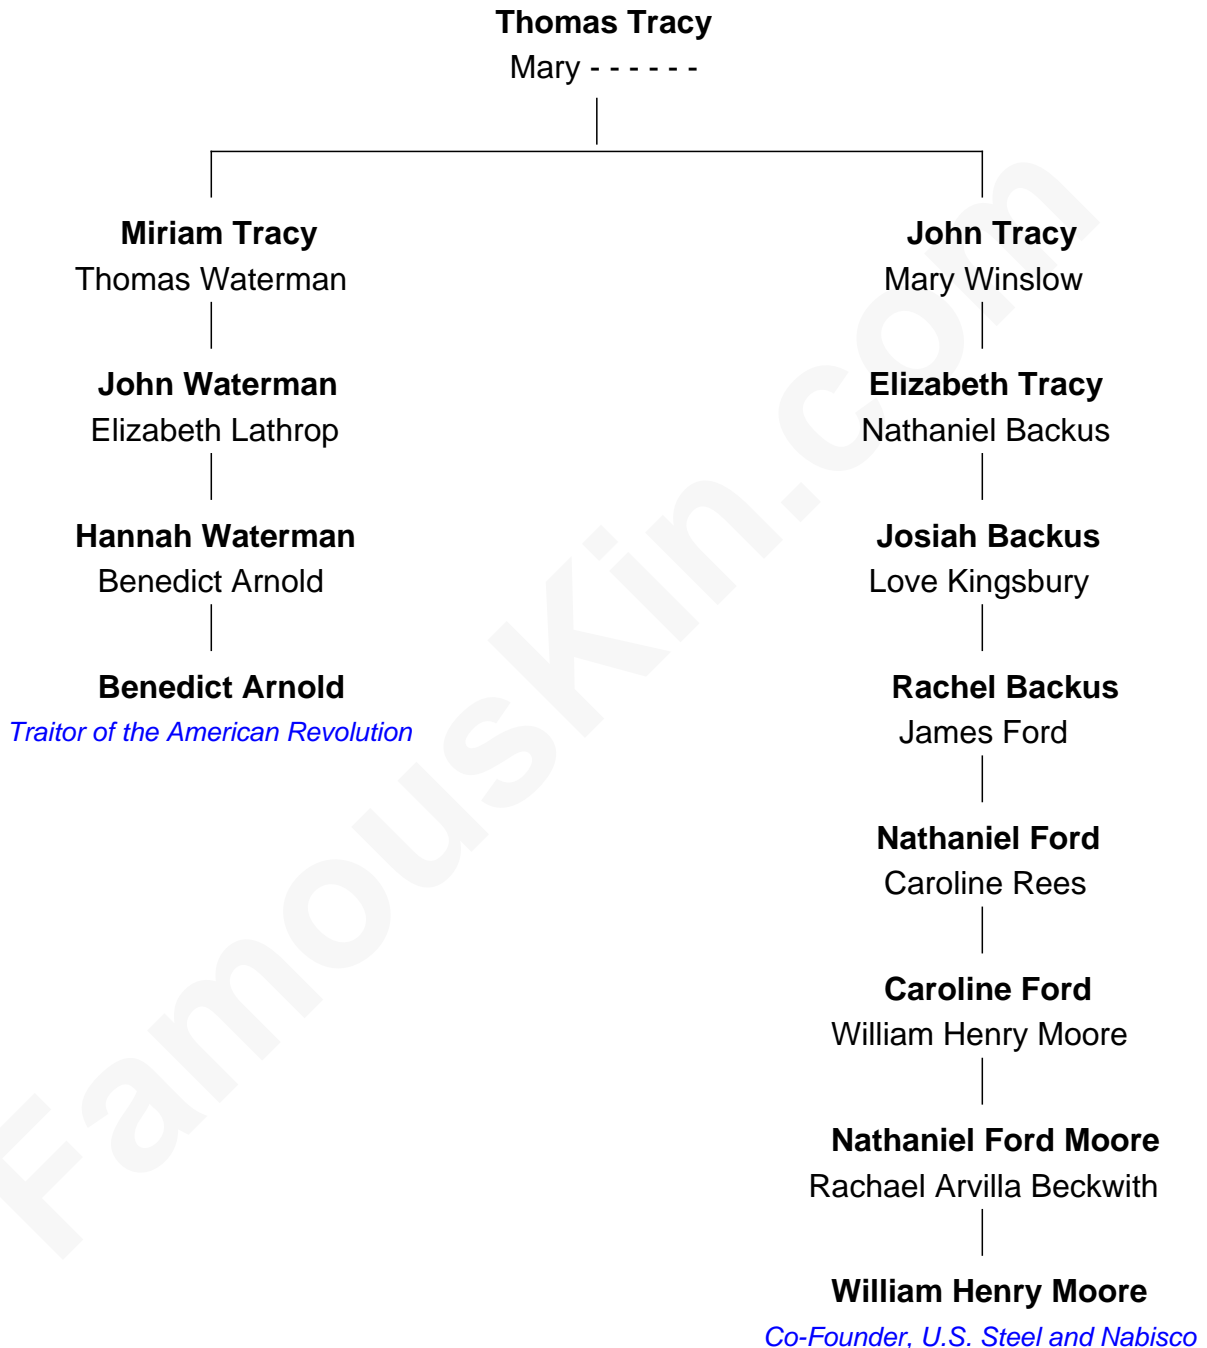 Thomas Tracy
Mary - - - - - -
Miriam Tracy
Thomas Waterman
John Waterman
Elizabeth Lathrop
Hannah Waterman
Benedict Arnold
Benedict Arnold
Traitor of the American Revolution
John Tracy
Mary Winslow
Elizabeth Tracy
Nathaniel Backus
Josiah Backus
Love Kingsbury
Rachel Backus
James Ford
Nathaniel Ford
Caroline Rees
Caroline Ford
William Henry Moore
Nathaniel Ford Moore
Rachael Arvilla Beckwith
William Henry Moore
Co-Founder, U.S. Steel and Nabisco
FamousKin.com